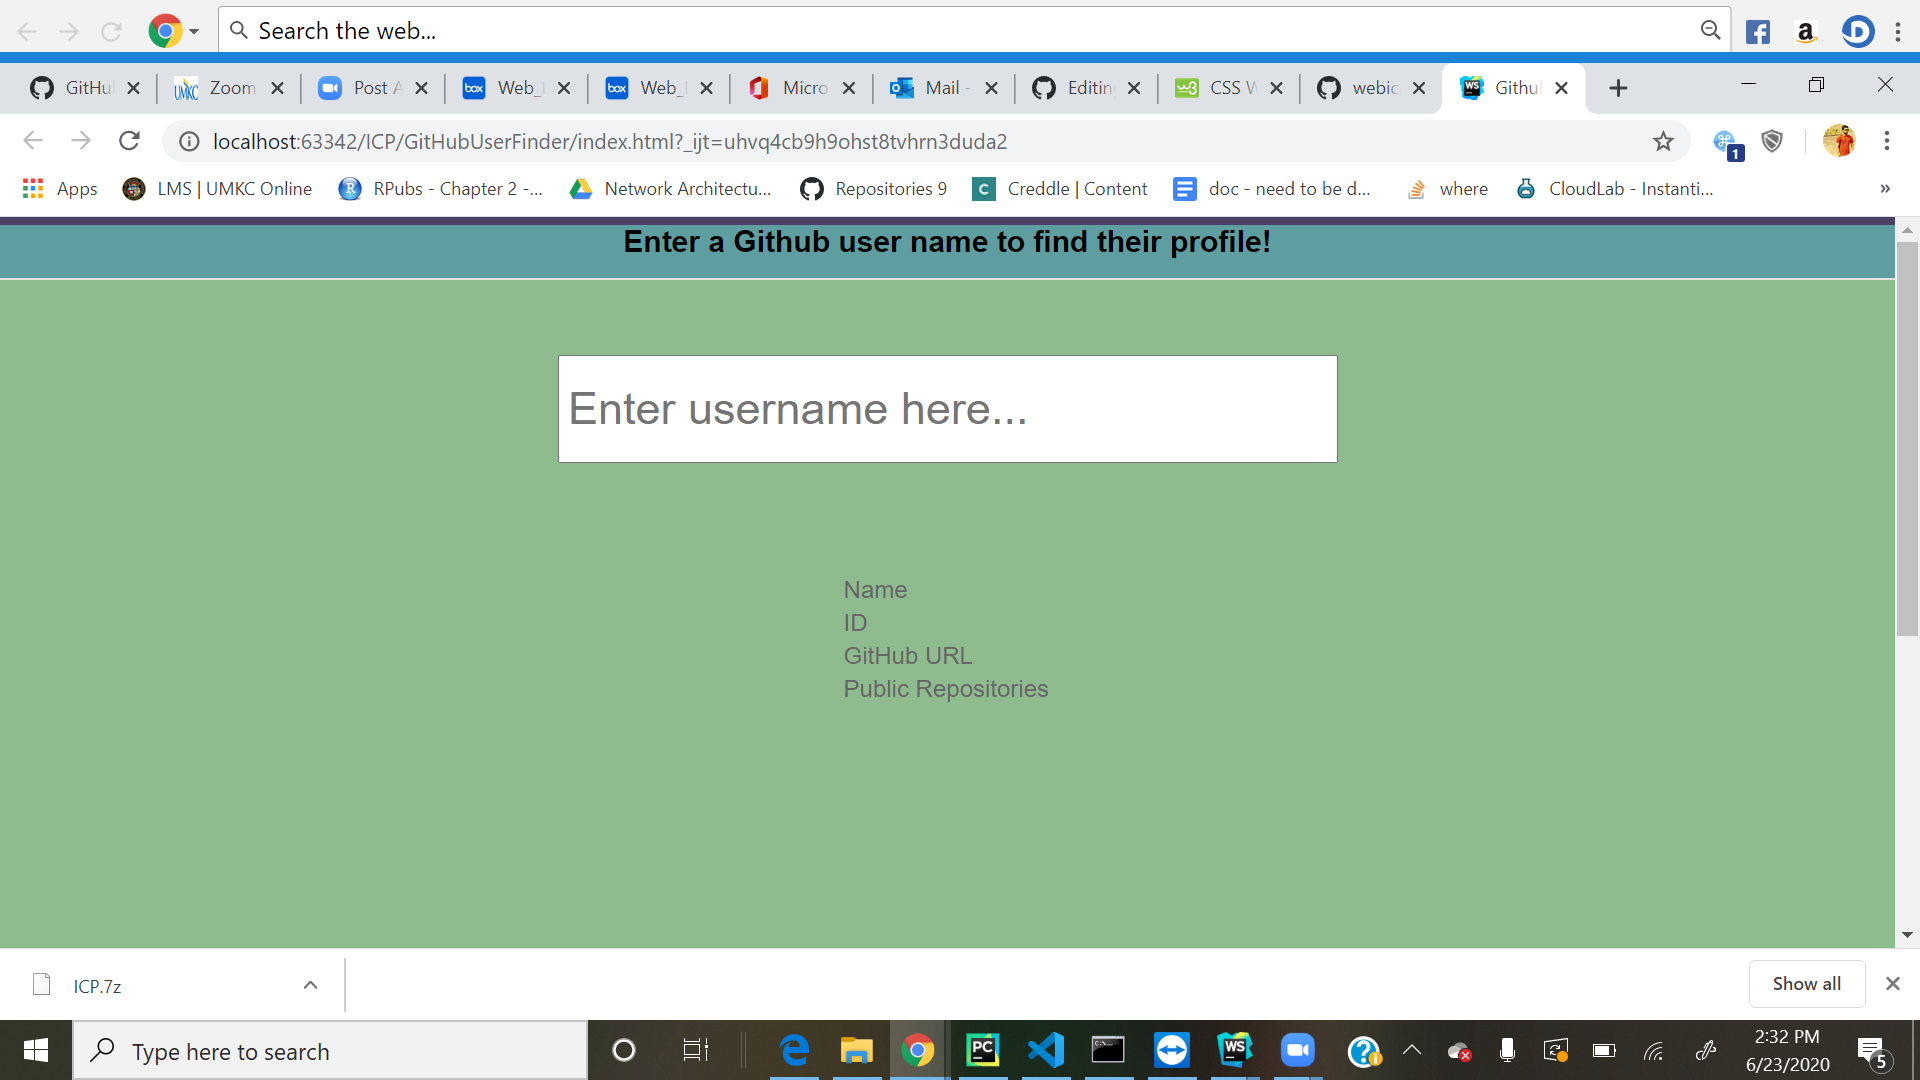 Search the web...
GitHu
Zoom
Post A
Web_
Web_
Micro
Mail -
Editin
CSS W
webic
Githu
localhost:63342/ICP/GitHubUserFinder/index.html?_ijt=uhvq4cb9h9ohst8tvhrn3duda2
1
Apps
LMS | UMKC Online
RPubs - Chapter 2 -...
Network Architectu...
Repositories 9
Creddle | Content
doc - need to be d...
where
CloudLab - Instanti...
»
Enter a Github user name to find their profile!
Enter username here...
Name
ID
GitHub URL
Public Repositories
ICP.7z
Show all
Type here to search
2:32 PM
6/23/2020
5